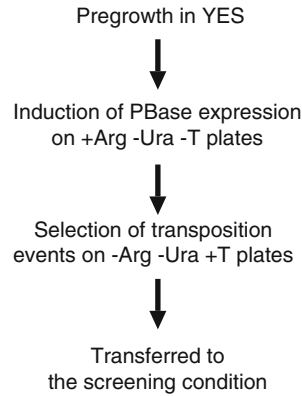 Pregrowth in YES
Induction of PBase expression
on +Arg -Ura -T plates
Selection of transposition
events on -Arg -Ura +T plates
Transferred to
the screening condition